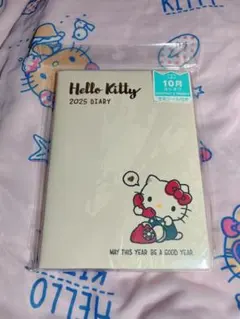 Hello Kitty
2025 DIARY
10月
MAY THIS YEAR BE A GOOD YEAR
HELLO